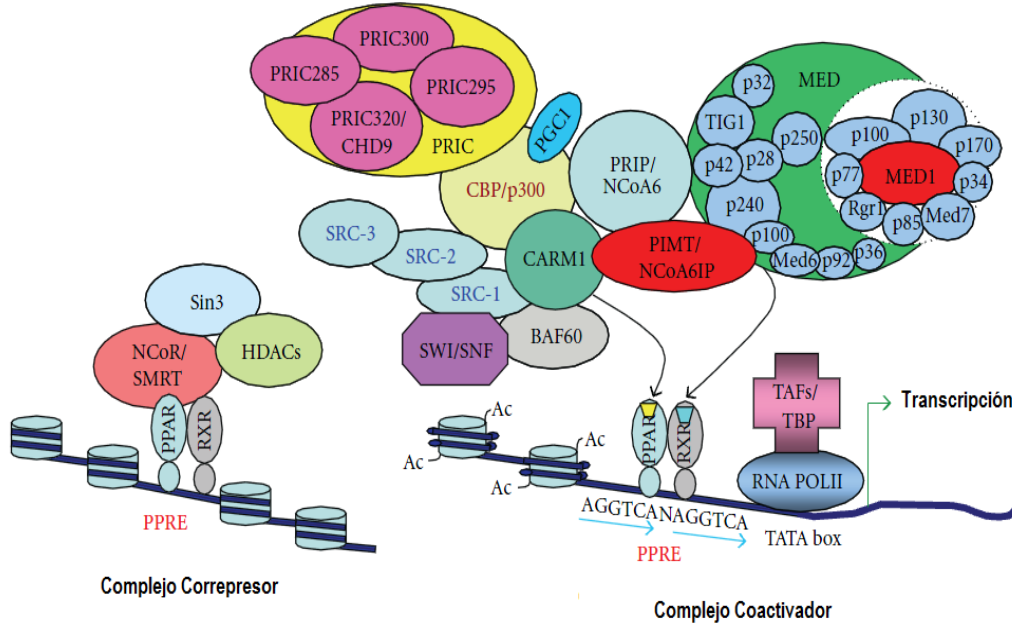 PRIC300
PRIC285
PRIC295
PRIC320/
CHD9
PRIC
PGC1
CBP/p300
PRIP/
NCoA6
p32
MED
TIG1
p250
p42
p28
p240
p100
Med6
p92
p36
p100
p130
p170
p77
MED1
p34
Rgr1
p85
Med7
SRC-3
SRC-2
SRC-1
CARM1
PIMT/
NCoA6IP
SWI/SNF
BAF60
Sin3
NCoR/
SMRT
HDACs
PPAR
RXR
PPRE
Complejo Correpresor
Ac
Ac
Ac
Ac
PPAR
RXR
TAFs/
TBP
Transcripción
RNA POLII
AGGTCANAGGTCA
TATA box
PPRE
Complejo Coactivador